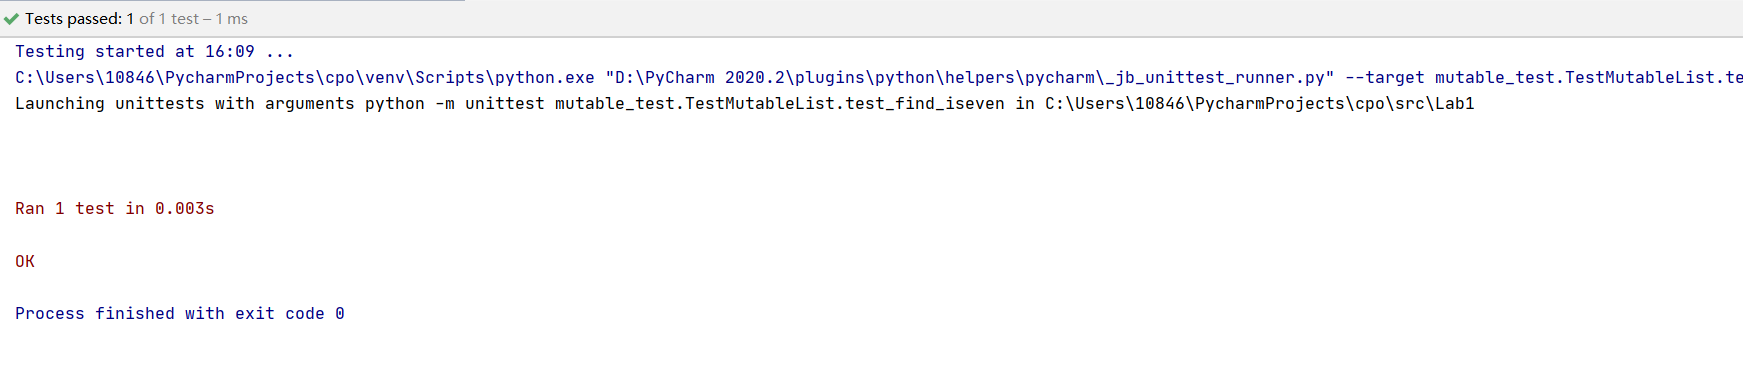 Tests passed: 1 of 1 test – 1 ms
Testing started at 16:09 ...
C:\Users\10846\PycharmProjects\cpo\venv\Scripts\python.exe "D:\PyCharm 2020.2\plugins\python\helpers\pycharm\_jb_unittest_runner.py" --target mutable_test.TestMutableList.te
Launching unittests with arguments python -m unittest mutable_test.TestMutableList.test_find_iseven in C:\Users\10846\PycharmProjects\cpo\src\Lab1
Ran 1 test in 0.003s
OK
Process finished with exit code 0